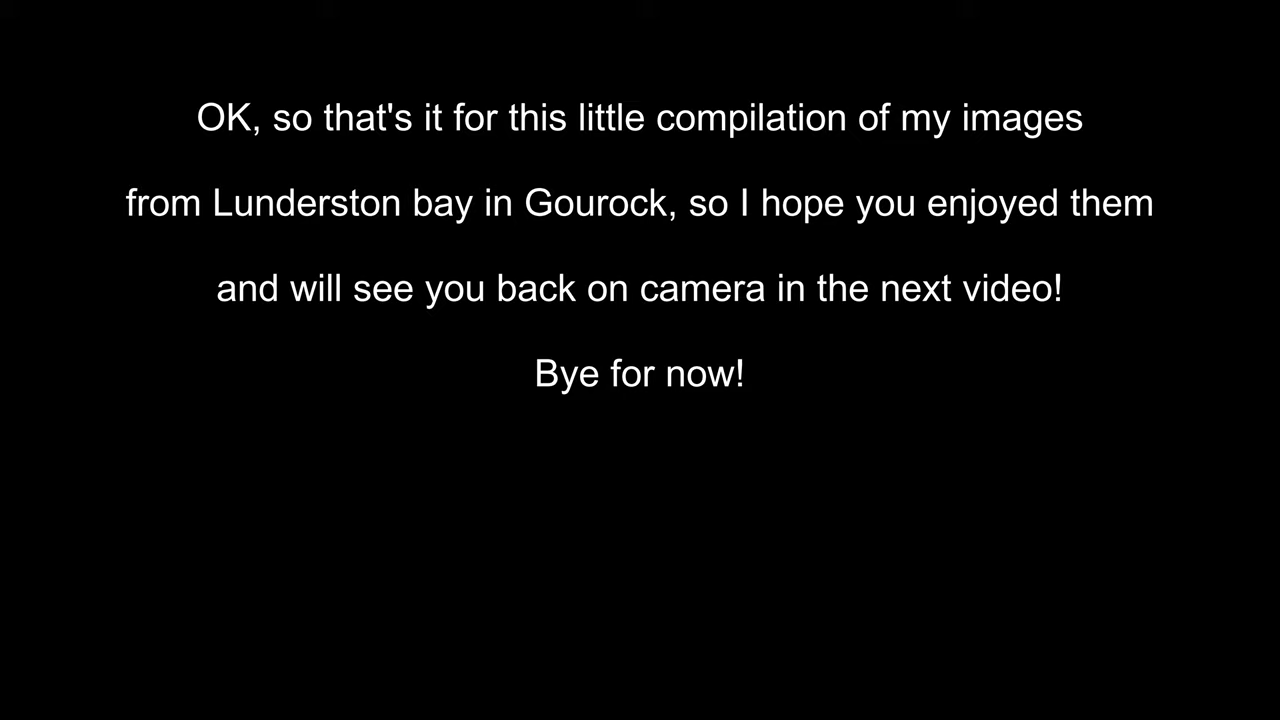 OK, so that's it for this little compilation of my images
from Lunderston bay in Gourock, so I hope you enjoyed them
and will see you back on camera in the next video!
Bye for now!